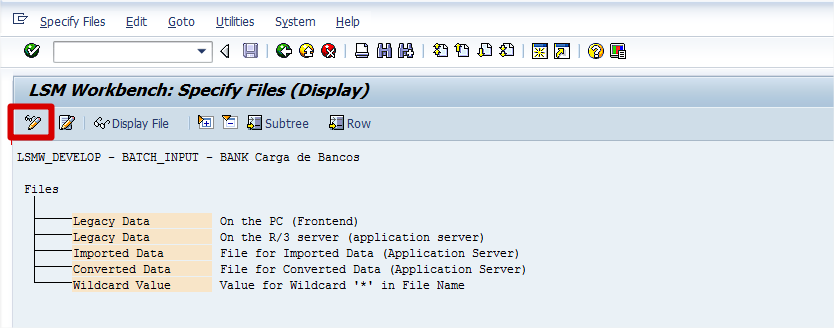 Specify Files Edit Goto Utilities System Help
LSM Workbench: Specify Files (Display)
Display File Subtree Row
LSMW_DEVELOP - BATCH_INPUT - BANK Carga de Bancos
Files
Legacy Data On the PC (Frontend)
Legacy Data On the R/3 server (application server)
Imported Data File for Imported Data (Application Server)
Converted Data File for Converted Data (Application Server)
Wildcard Value Value for Wildcard '*' in File Name